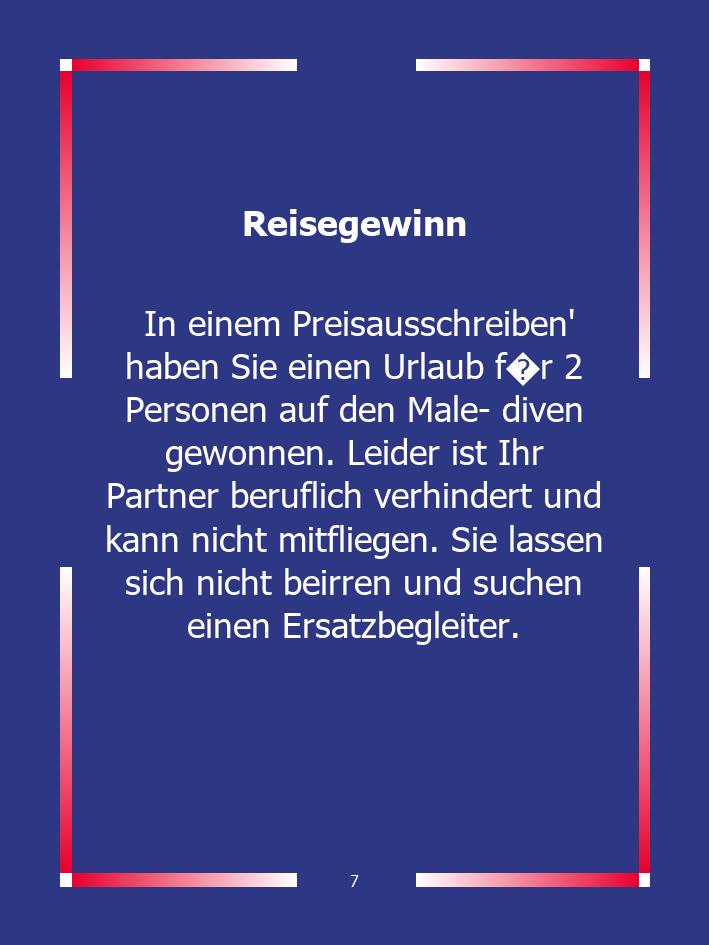 Reisegewinn
In einem Preisausschreiben'
haben Sie einen Urlaub f�r 2
Personen auf den Male- diven
gewonnen. Leider ist Ihr
Partner beruflich verhindert und
kann nicht mitfliegen. Sie lassen
sich nicht beirren und suchen
einen Ersatzbegleiter.
7